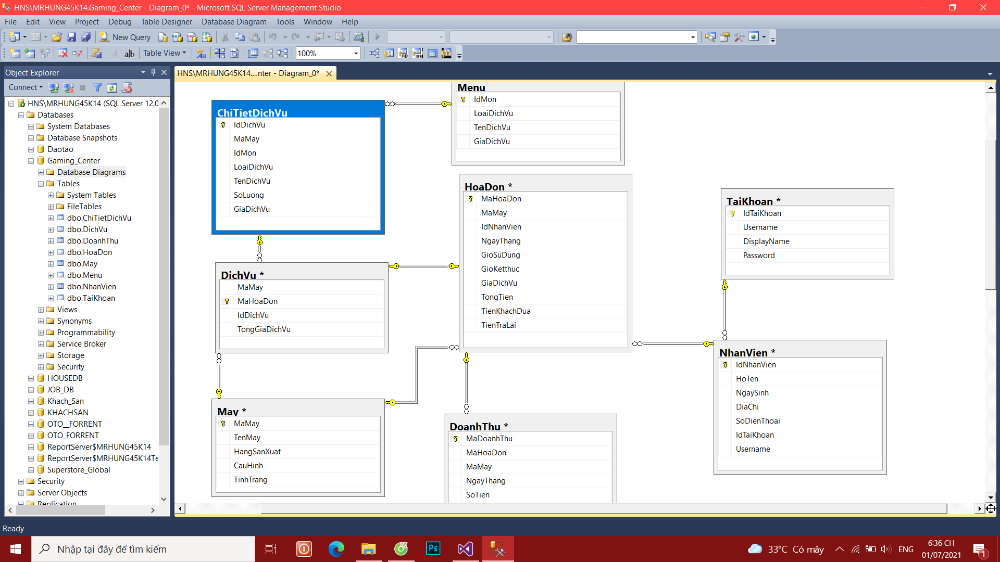 HNS\MRHUNG45K14.Gaming_Center - Diagram_0* - Microsoft SQL Server Management Studio
File Edit View Project Debug Table Designer Database Diagram Tools Window Help
New Query
Table View 100%
Object Explorer
Connect
HNS\MRHUNG45K14 (SQL Server 12.0
Databases
System Databases
Database Snapshots
Daotao
Gaming_Center
Database Diagrams
Tables
System Tables
FileTables
dbo.ChiTietDichVu
dbo.DichVu
dbo.DoanhThu
dbo.HoaDon
dbo.May
dbo.Menu
dbo.NhanVien
dbo.TaiKhoan
Views
Synonyms
Programmability
Service Broker
Storage
Security
HOUSEDB
JOB_DB
Khach_San
KHACHSAN
OTO__FORRENT
OTO_FORRENT
ReportServer$MRHUNG45K14
ReportServer$MRHUNG45K14Te
Superstore_Global
Security
Server Objects
Replication
HNS\MRHUNG45K14....nter - Diagram_0*
ChiTietDichVu
IdDichVu
MaMay
IdMon
LoaiDichVu
TenDichVu
SoLuong
GiaDichVu
Menu
IdMon
LoaiDichVu
TenDichVu
GiaDichVu
HoaDon *
MaHoaDon
MaMay
IdNhanVien
NgayThang
GioSuDung
GioKetthuc
GiaDichVu
TongTien
TienKhachDua
TienTraLai
TaiKhoan *
IdTaiKhoan
Username
DisplayName
Password
DichVu *
MaMay
MaHoaDon
IdDichVu
TongGiaDichVu
NhanVien *
IdNhanVien
HoTen
NgaySinh
DiaChi
SoDienThoai
IdTaiKhoan
Username
May *
MaMay
TenMay
HangSanXuat
CauHinh
TinhTrang
DoanhThu *
MaDoanhThu
MaHoaDon
MaMay
NgayThang
SoTien
Ready
Nhập tại đây để tìm kiếm
Ps
33°C Có mây
ENG
6:36 CH
01/07/2021
1